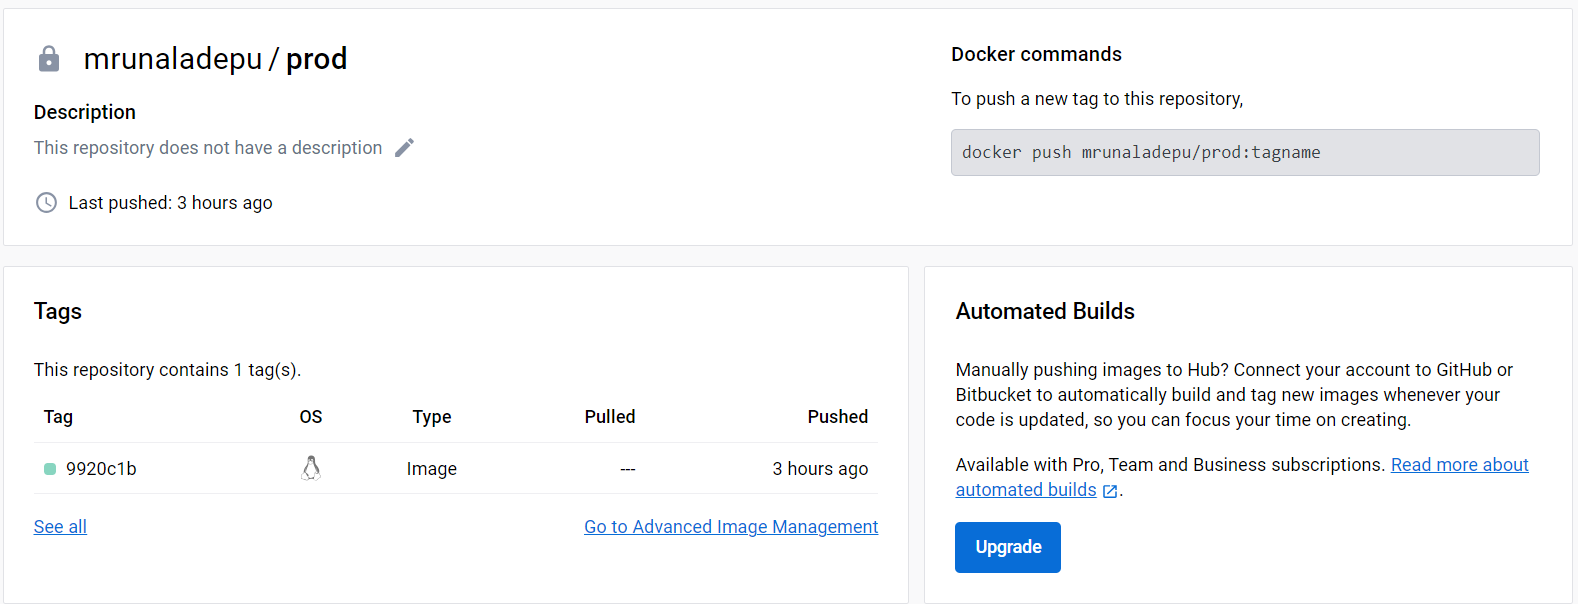 mrunaladepu / prod
Description
This repository does not have a description
Last pushed: 3 hours ago
Docker commands
To push a new tag to this repository,
docker push mrunaladepu/prod:tagname
Tags
This repository contains 1 tag(s).
Tag OS Type Pulled Pushed
9920c1b Image --- 3 hours ago
See all Go to Advanced Image Management
Automated Builds
Manually pushing images to Hub? Connect your account to GitHub or
Bitbucket to automatically build and tag new images whenever your
code is updated, so you can focus your time on creating.
Available with Pro, Team and Business subscriptions. Read more about
automated builds .
Upgrade